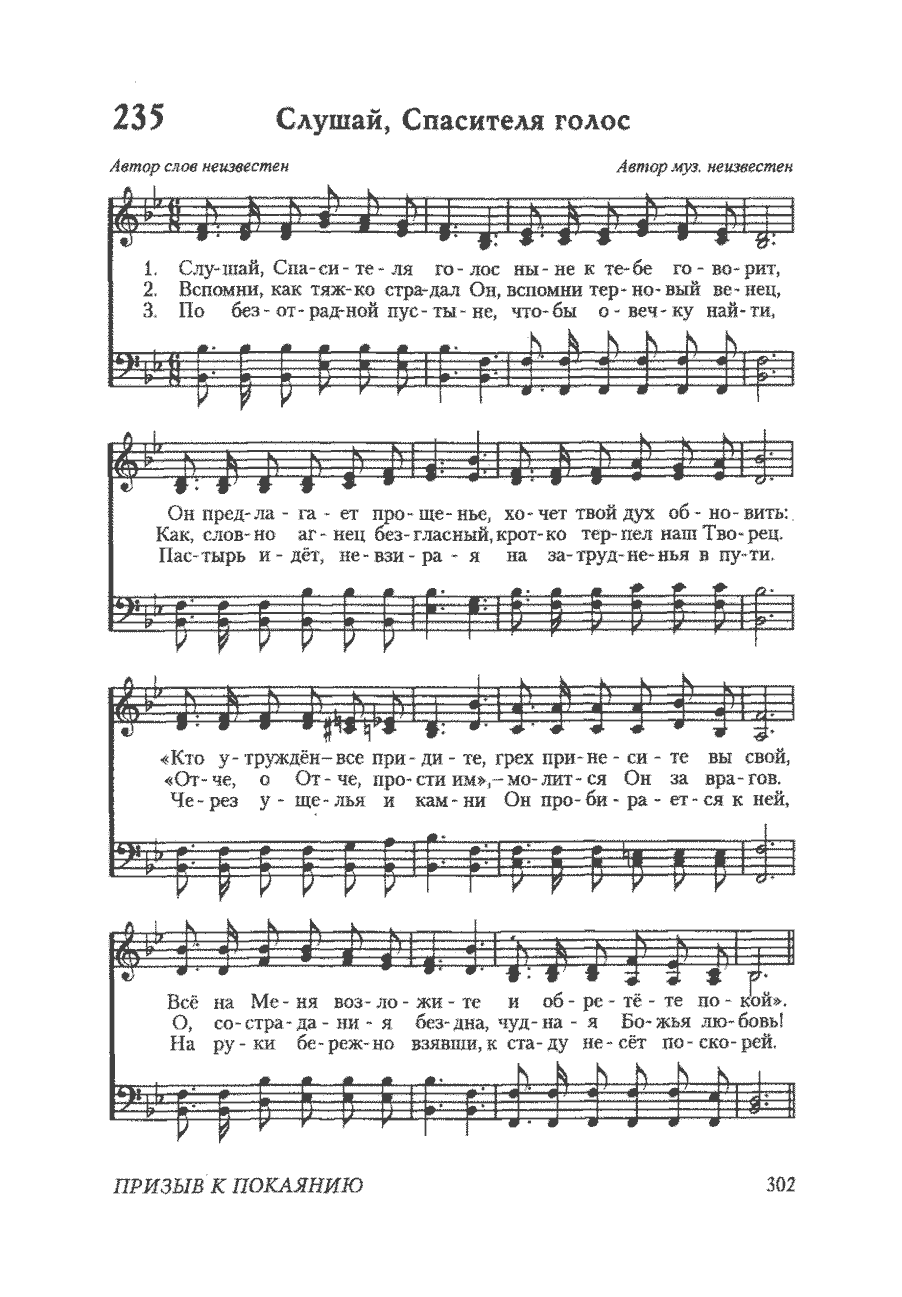 235 Слушай, Спасителя голос
Автор слов неизвестен Автор муз. неизвестен
1. Слу-шай, Спа-си-те-ля го-лос ны-не к те-бе го-во-рит,
2. Вспомни, как тяж-ко стра-дал Он, вспомни тер-но-вый ве-нец,
3. По без-от-рад-ной пус-ты-не, что-бы о-веч-ку най-ти,
Он пред-ла-га-ет про-ще-нье, хо-чет твой дух об-но-вить:
Как, слов-но аг-нец без-гласный, крот-ко тер-пел наш Тво-рец.
Пас-тырь и-дёт, не-взи-ра-я на за-труд-не-нья в пу-ти.
«Кто у-труждён–все при-ди-те, грех при-не-си-те вы свой,
«От-че, о От-че, про-сти им»,–мо-лит-ся Он за вра-гов.
Че-рез у-ще-лья и кам-ни Он про-би-ра-ет-ся к ней,
Всё на Ме-ня воз-ло-жи-те и об-ре-тё-те по-кой».
О, со-стра-да-ни-я без-дна, чуд-на-я Бо-жья лю-бовь!
На ру-ки бе-реж-но взявши, к ста-ду не-сёт по-ско-рей.
ПРИЗЫВ К ПОКАЯНИЮ 302